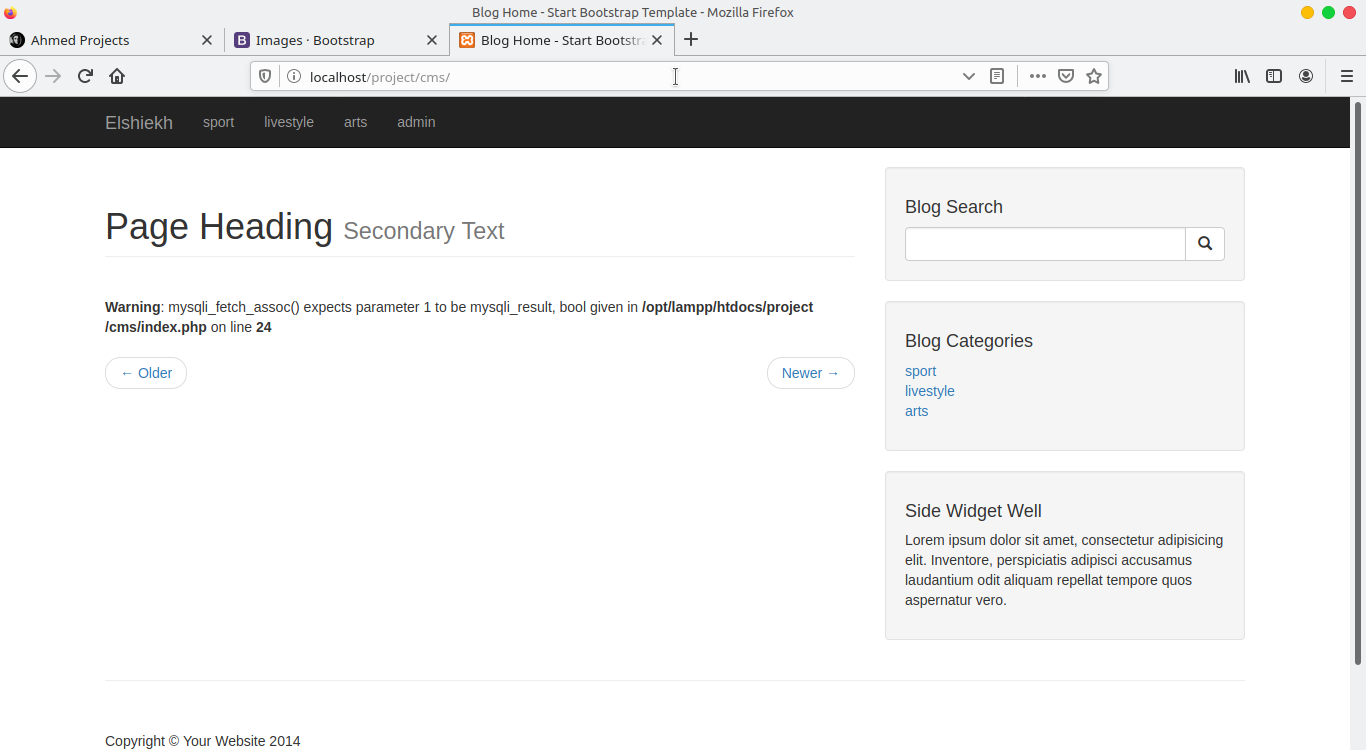 Blog Home - Start Bootstrap Template - Mozilla Firefox
Ahmed Projects
Images · Bootstrap
Blog Home - Start Bootstra
localhost/project/cms/
Elshiekh sport livestyle arts admin
Page Heading Secondary Text
Warning: mysqli_fetch_assoc() expects parameter 1 to be mysqli_result, bool given in /opt/lampp/htdocs/project
/cms/index.php on line 24
← Older
Newer →
Blog Search
Blog Categories
sport
livestyle
arts
Side Widget Well
Lorem ipsum dolor sit amet, consectetur adipisicing
elit. Inventore, perspiciatis adipisci accusamus
laudantium odit aliquam repellat tempore quos
aspernatur vero.
Copyright © Your Website 2014